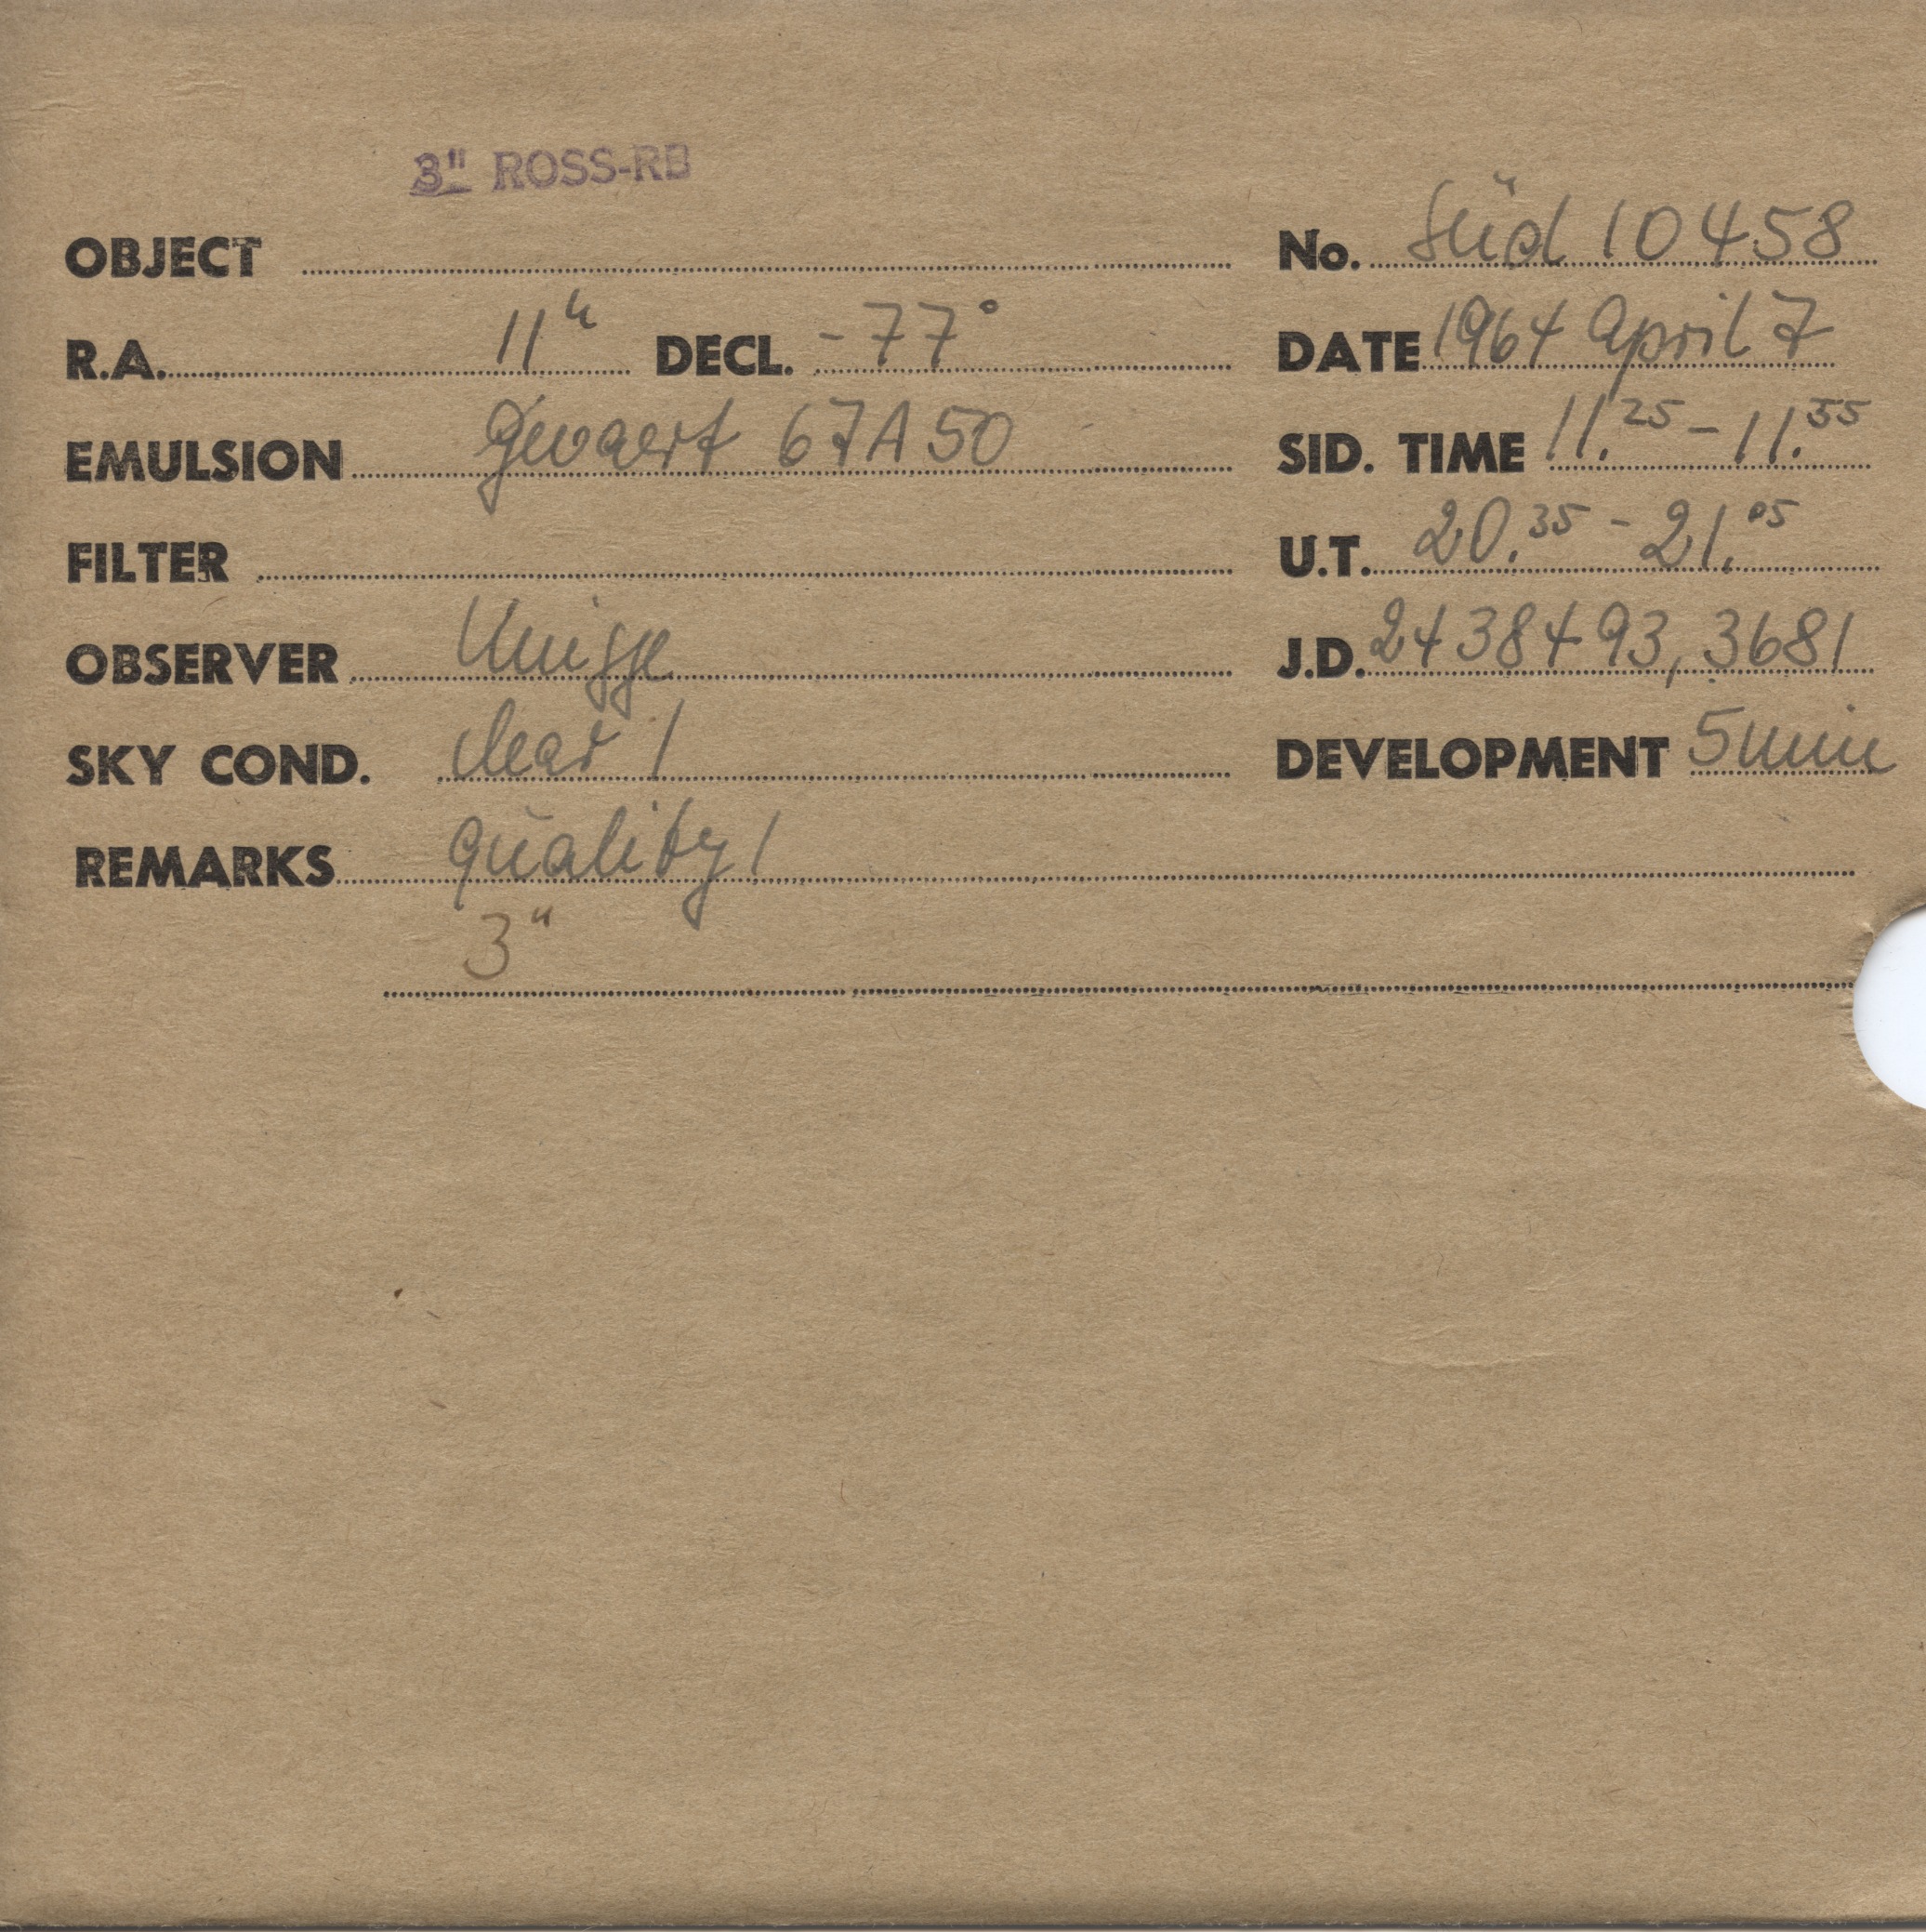 3" ROSS-RB
OBJECT No. Süd 10458
R.A. 11h DECL. -77° DATE 1964 April 7
EMULSION Gevaert 67A50 SID. TIME 11.25 - 11.55
FILTER U.T. 20.35 - 21.05
OBSERVER J.D. 2438493,3681
SKY COND. clear 1 DEVELOPMENT 5 min
REMARKS quality 1
3"